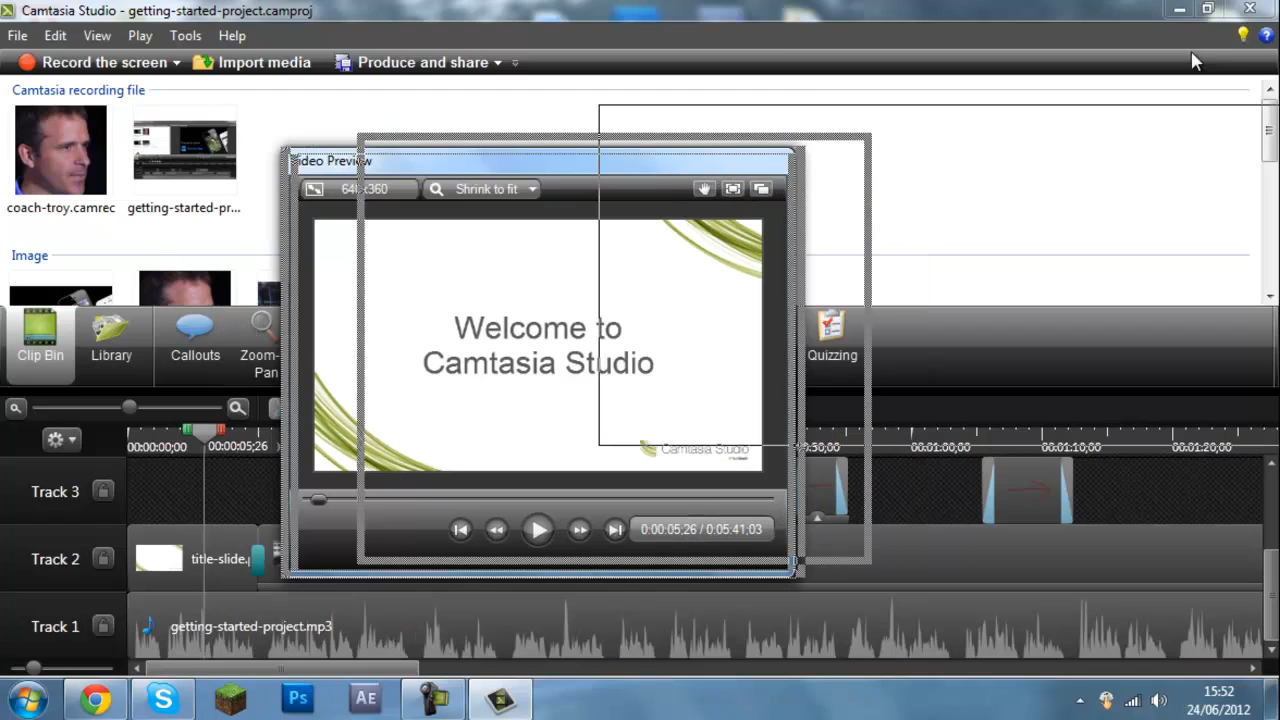 Camtasia Studio - getting-started-project.camproj
File Edit View Play Tools Help
Record the screen Import media Produce and share
Camtasia recording file
coach-troy.camrec getting-started-pr...
Image
Video Preview
640x360 Shrink to fit
Welcome to
Camtasia Studio
Camtasia Studio
Clip Bin Library Callouts Zoom-
Pan
Quizzing
00:00:00;00 00:00:05;26 00:01:00;00 00:01:10;00 00:01:20;00
Track 3
0:00:05;26 / 0:05:41;03
Track 2 title-slide.
Track 1 getting-started-project.mp3
Ps AE
15:52
24/06/2012